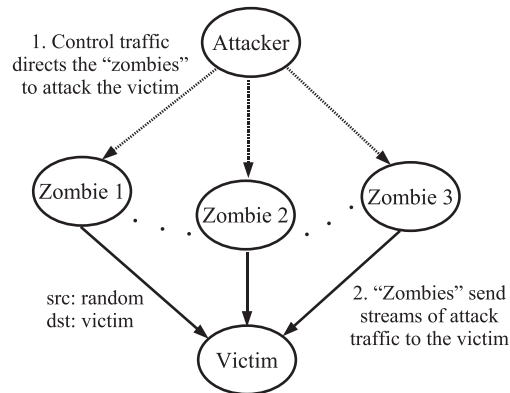 1. Control traffic
directs the “zombies”
to attack the victim
Attacker
Zombie 1
Zombie 2
Zombie 3
src: random
dst: victim
2. “Zombies” send
streams of attack
traffic to the victim
Victim